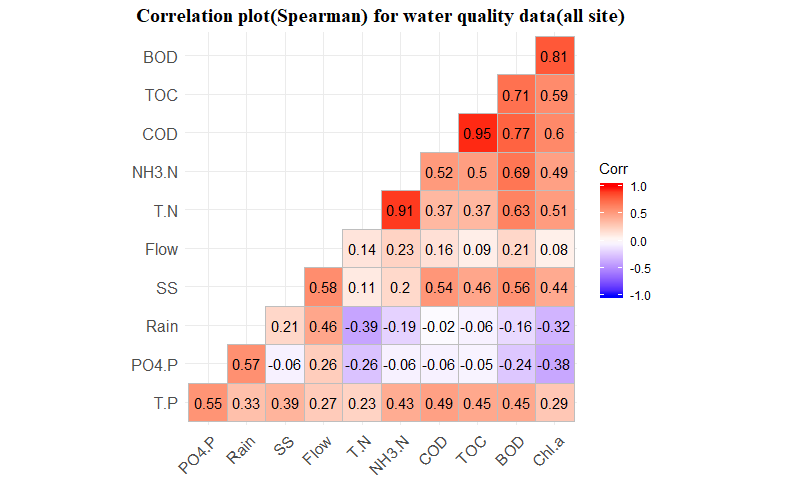 Correlation plot(Spearman) for water quality data(all site)
BOD 0.81
TOC 0.71 0.59
COD 0.95 0.77 0.6
NH3.N 0.52 0.5 0.69 0.49
T.N 0.91 0.37 0.37 0.63 0.51
Flow 0.14 0.23 0.16 0.09 0.21 0.08
SS 0.58 0.11 0.2 0.54 0.46 0.56 0.44
Rain 0.21 0.46 -0.39 -0.19 -0.02 -0.06 -0.16 -0.32
PO4.P 0.57 -0.06 0.26 -0.26 -0.06 -0.06 -0.05 -0.24 -0.38
T.P 0.55 0.33 0.39 0.27 0.23 0.43 0.49 0.45 0.45 0.29
PO4.P Rain SS Flow T.N NH3.N COD TOC BOD Chl.a
Corr
1.0
0.5
0.0
-0.5
-1.0